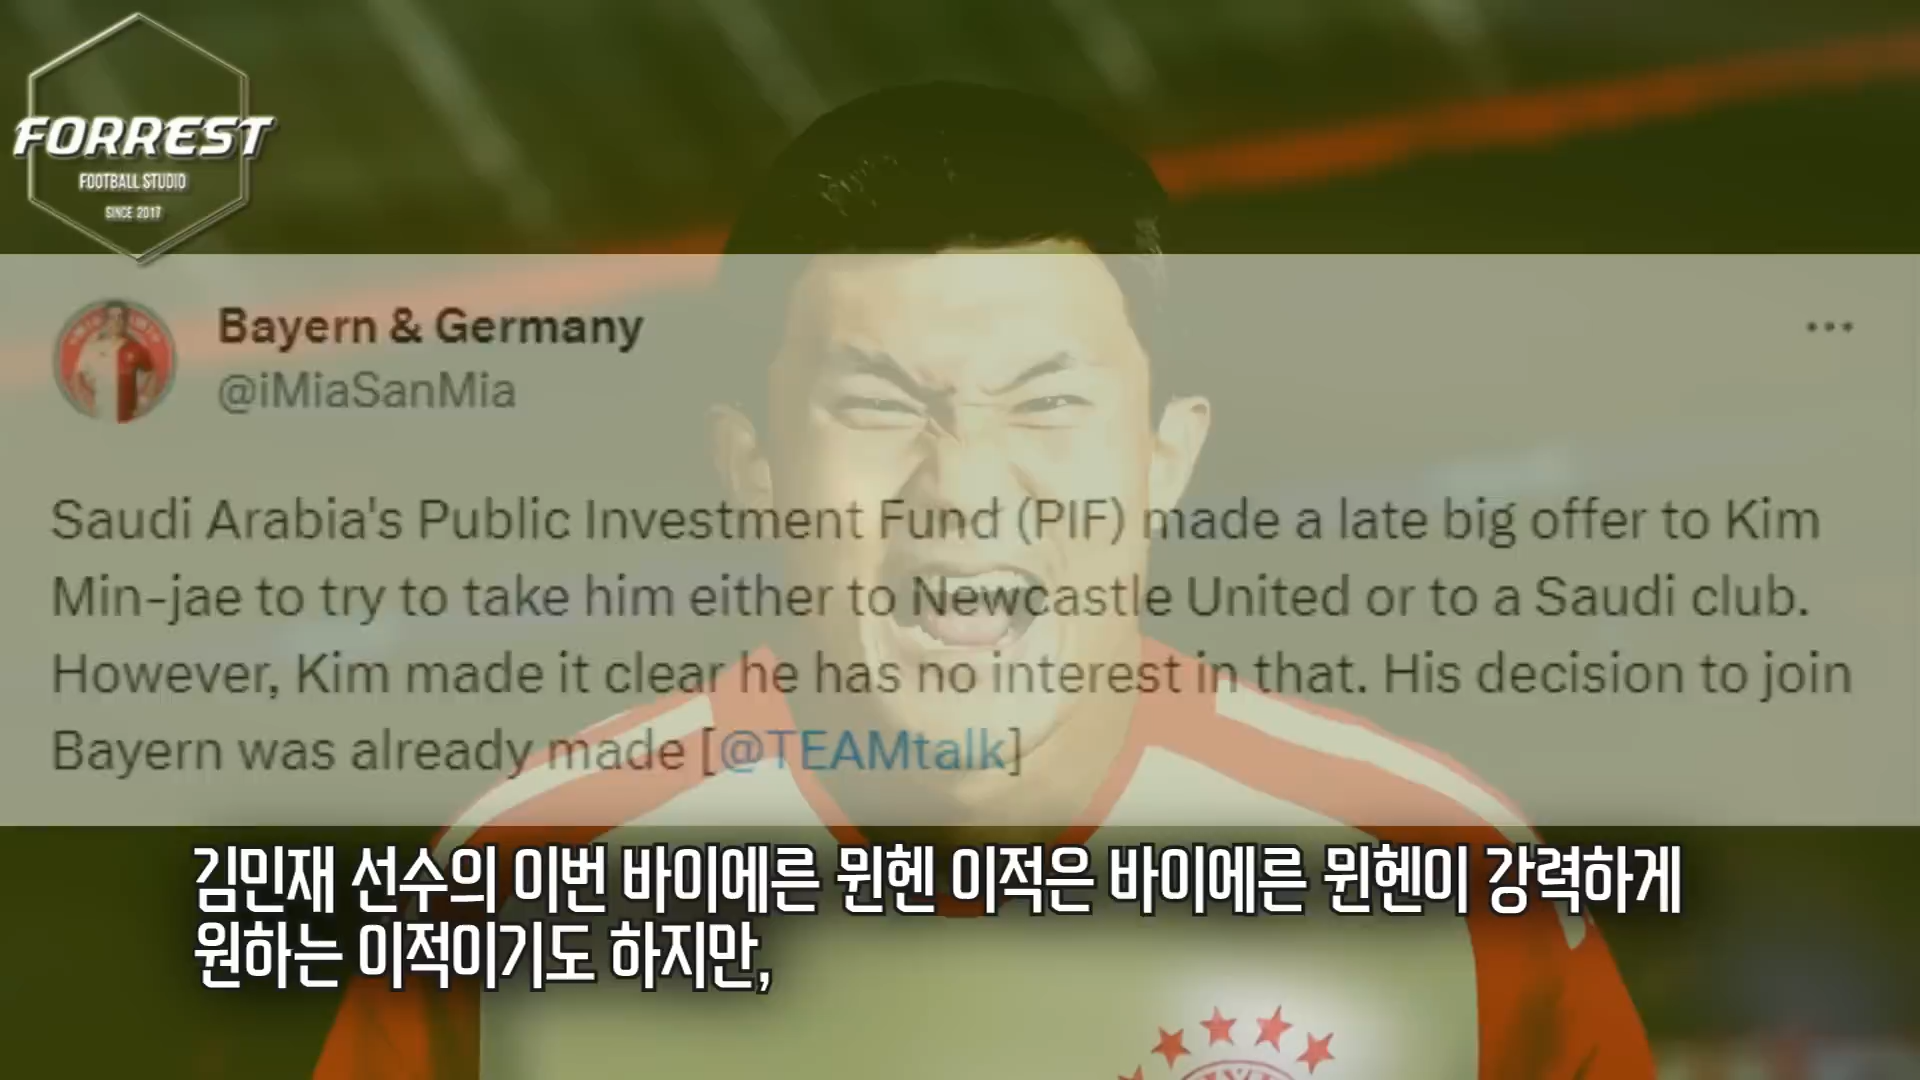 FORREST
FOOTBALL STUDIO
SINCE 2017
Bayern & Germany
@iMiaSanMia
Saudi Arabia's Public Investment Fund (PIF) made a late big offer to Kim
Min-jae to try to take him either to Newcastle United or to a Saudi club.
However, Kim made it clear he has no interest in that. His decision to join
Bayern was already made [@TEAMtalk]
김민재 선수의 이번 바이에른 뮌헨 이적은 바이에른 뮌헨이 강력하게
원하는 이적이기도 하지만,